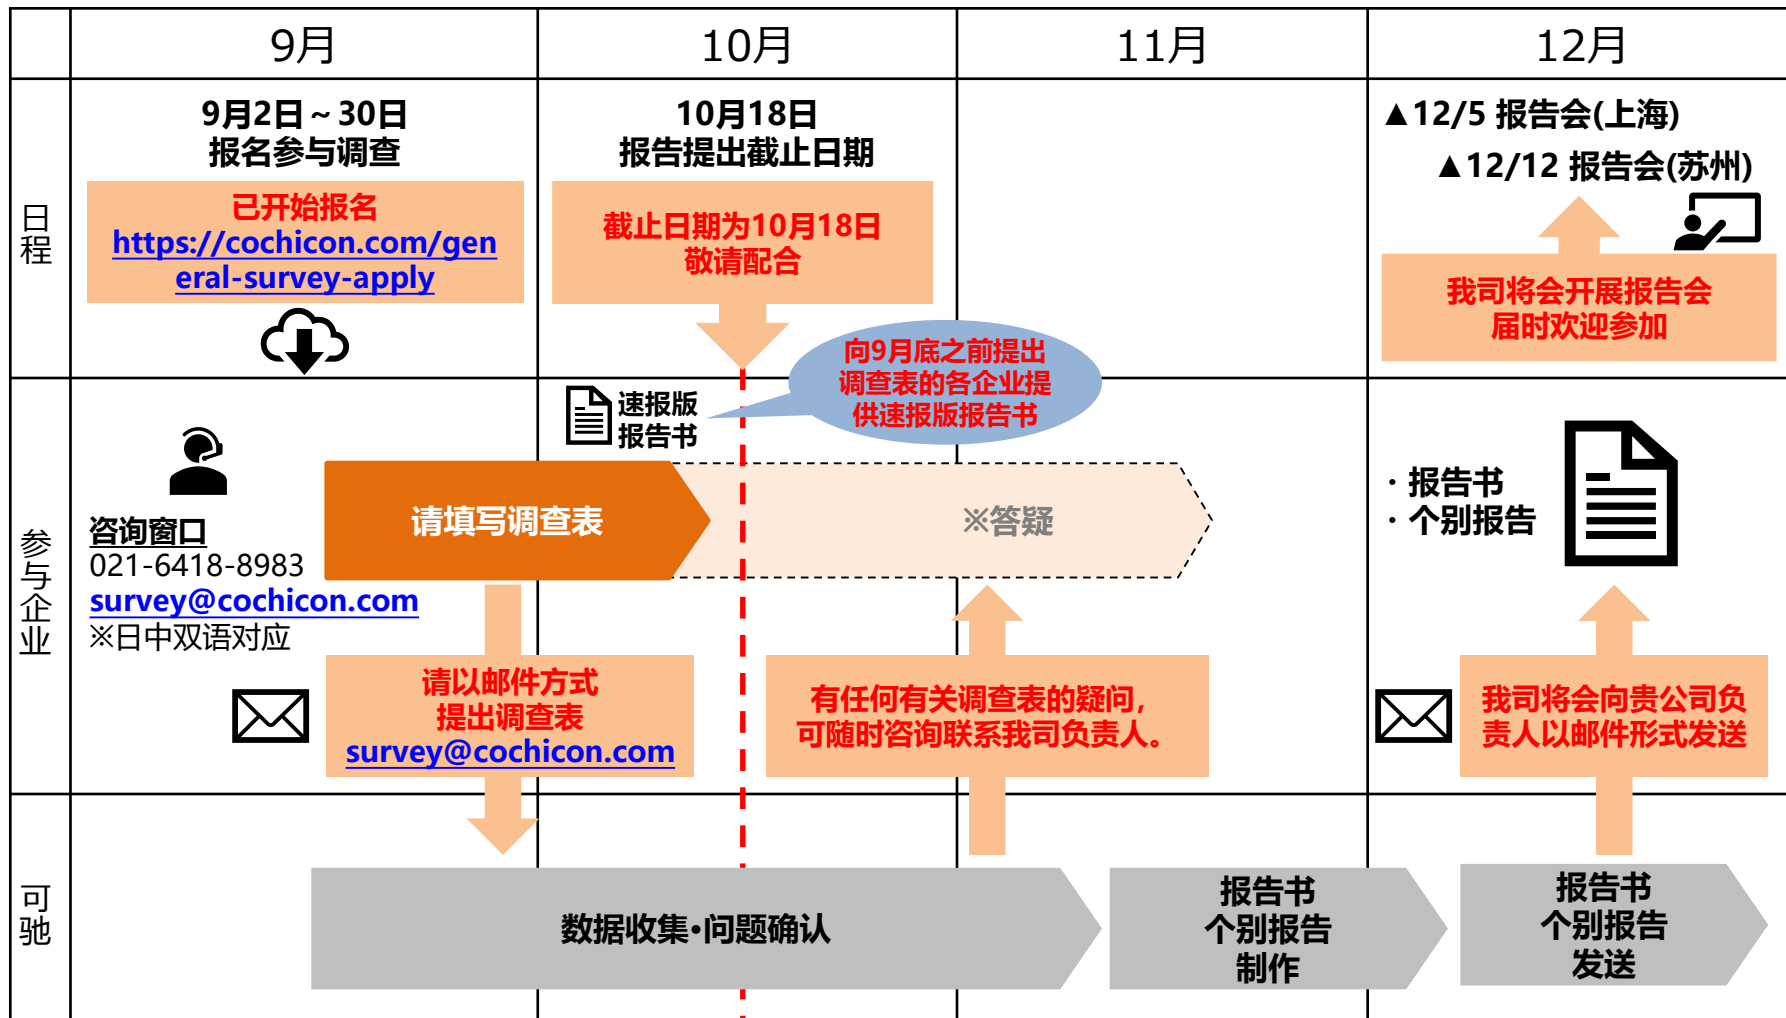 9月
10月
11月
12月
日程
9月2日～30日
报名参与调查
已开始报名
https://cochicon.com/gen
eral-survey-apply
10月18日
报告提出截止日期
截止日期为10月18日
敬请配合
▲12/5 报告会(上海)
▲12/12 报告会(苏州)
我司将会开展报告会
届时欢迎参加
向9月底之前提出
调查表的各企业提
供速报版报告书
参与企业
速报版
报告书
咨询窗口
021-6418-8983
survey@cochicon.com
※日中双语对应
请填写调查表
※答疑
・报告书
・个别报告
请以邮件方式
提出调查表
survey@cochicon.com
有任何有关调查表的疑问，
可随时咨询联系我司负责人。
我司将会向贵公司负
责人以邮件形式发送
可驰
数据收集•问题确认
报告书
个别报告
制作
报告书
个别报告
发送